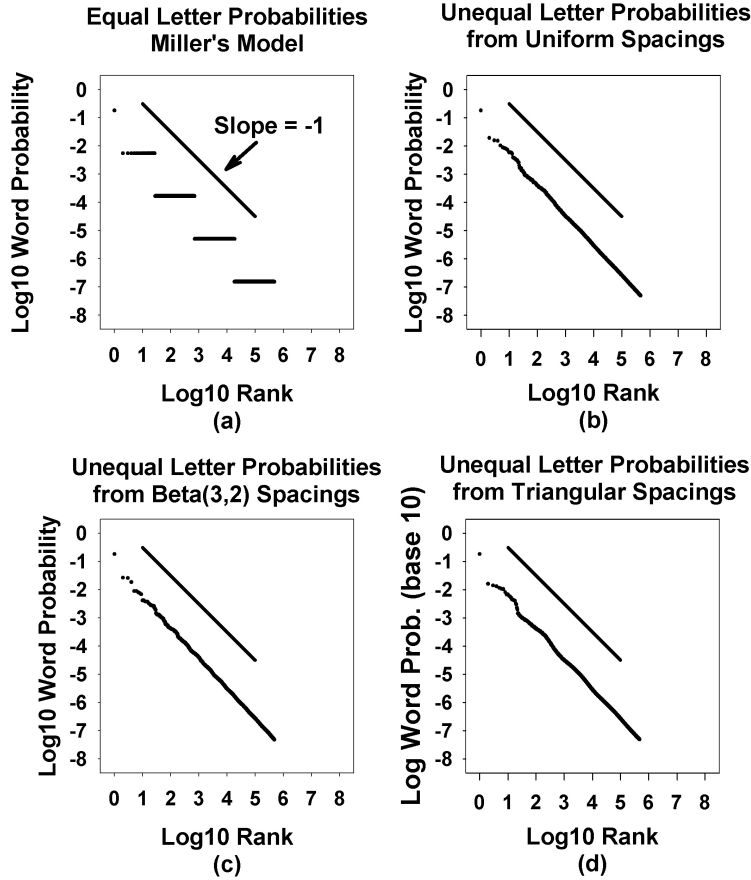 Equal Letter Probabilities
Miller's Model
Log10 Word Probability
0
-1
-2
-3
-4
-5
-6
-7
-8
Slope = -1
0 1 2 3 4 5 6 7 8
Log10 Rank
(a)
Unequal Letter Probabilities
from Uniform Spacings
Log10 Word Probability
0
-1
-2
-3
-4
-5
-6
-7
-8
0 1 2 3 4 5 6 7 8
Log10 Rank
(b)
Unequal Letter Probabilities
from Beta(3,2) Spacings
Log10 Word Probability
0
-1
-2
-3
-4
-5
-6
-7
-8
0 1 2 3 4 5 6 7 8
Log10 Rank
(c)
Unequal Letter Probabilities
from Triangular Spacings
Log Word Prob. (base 10)
0
-1
-2
-3
-4
-5
-6
-7
-8
0 1 2 3 4 5 6 7 8
Log10 Rank
(d)